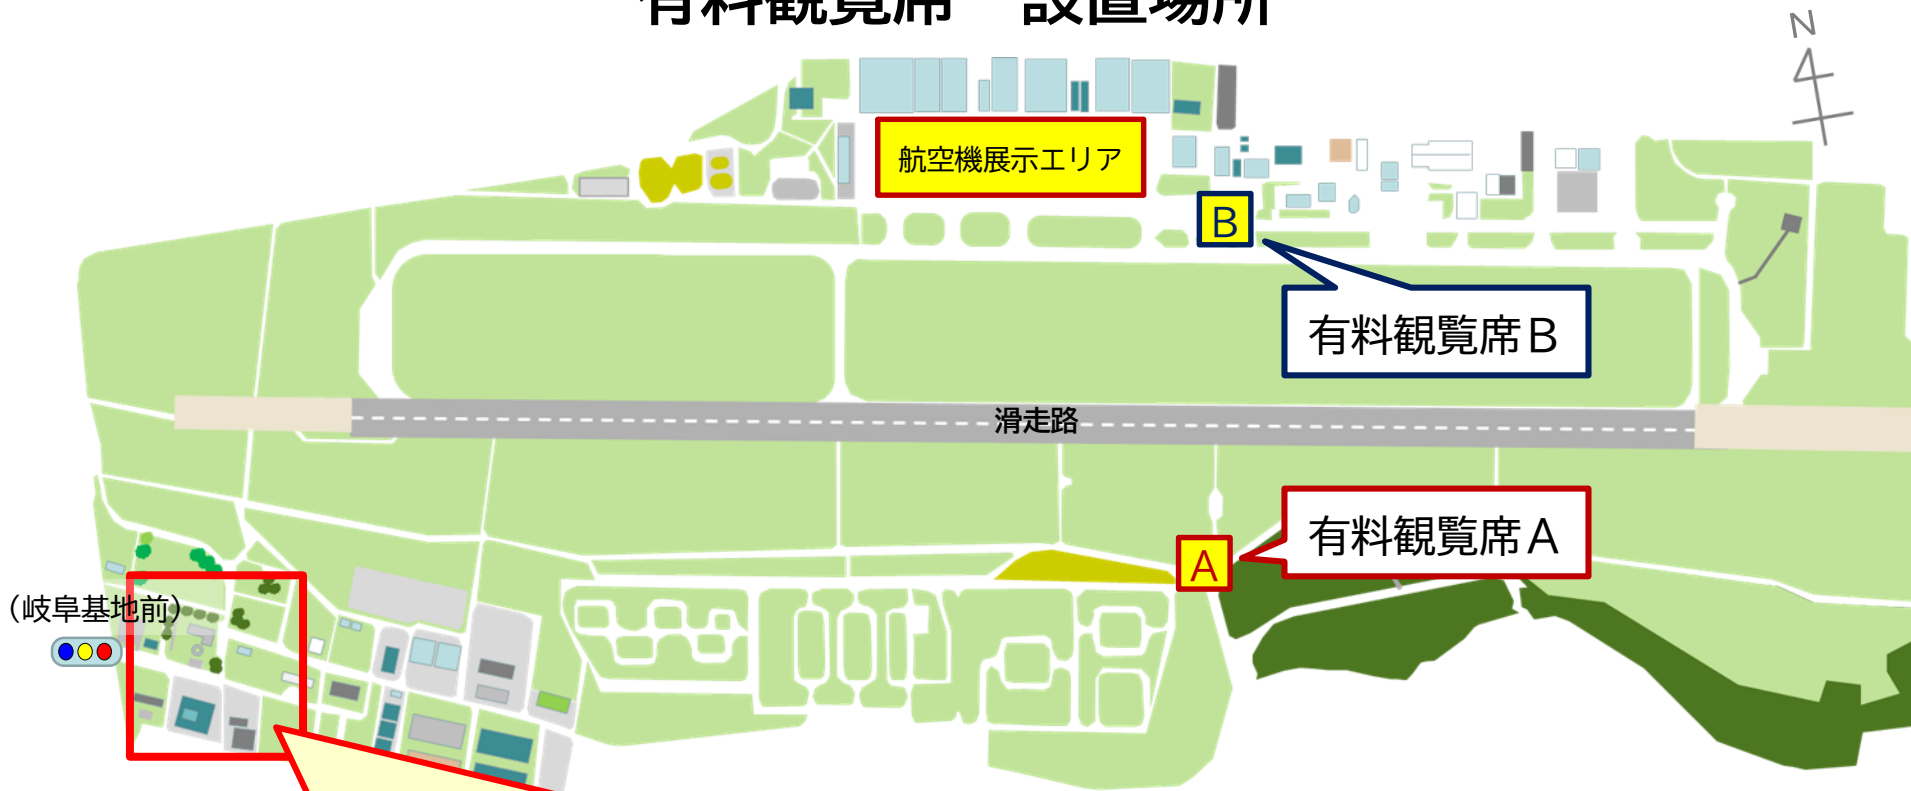 有料観覧席 設置場所
N
航空機展示エリア
B
有料観覧席B
滑走路
有料観覧席A
A
(岐阜基地前)